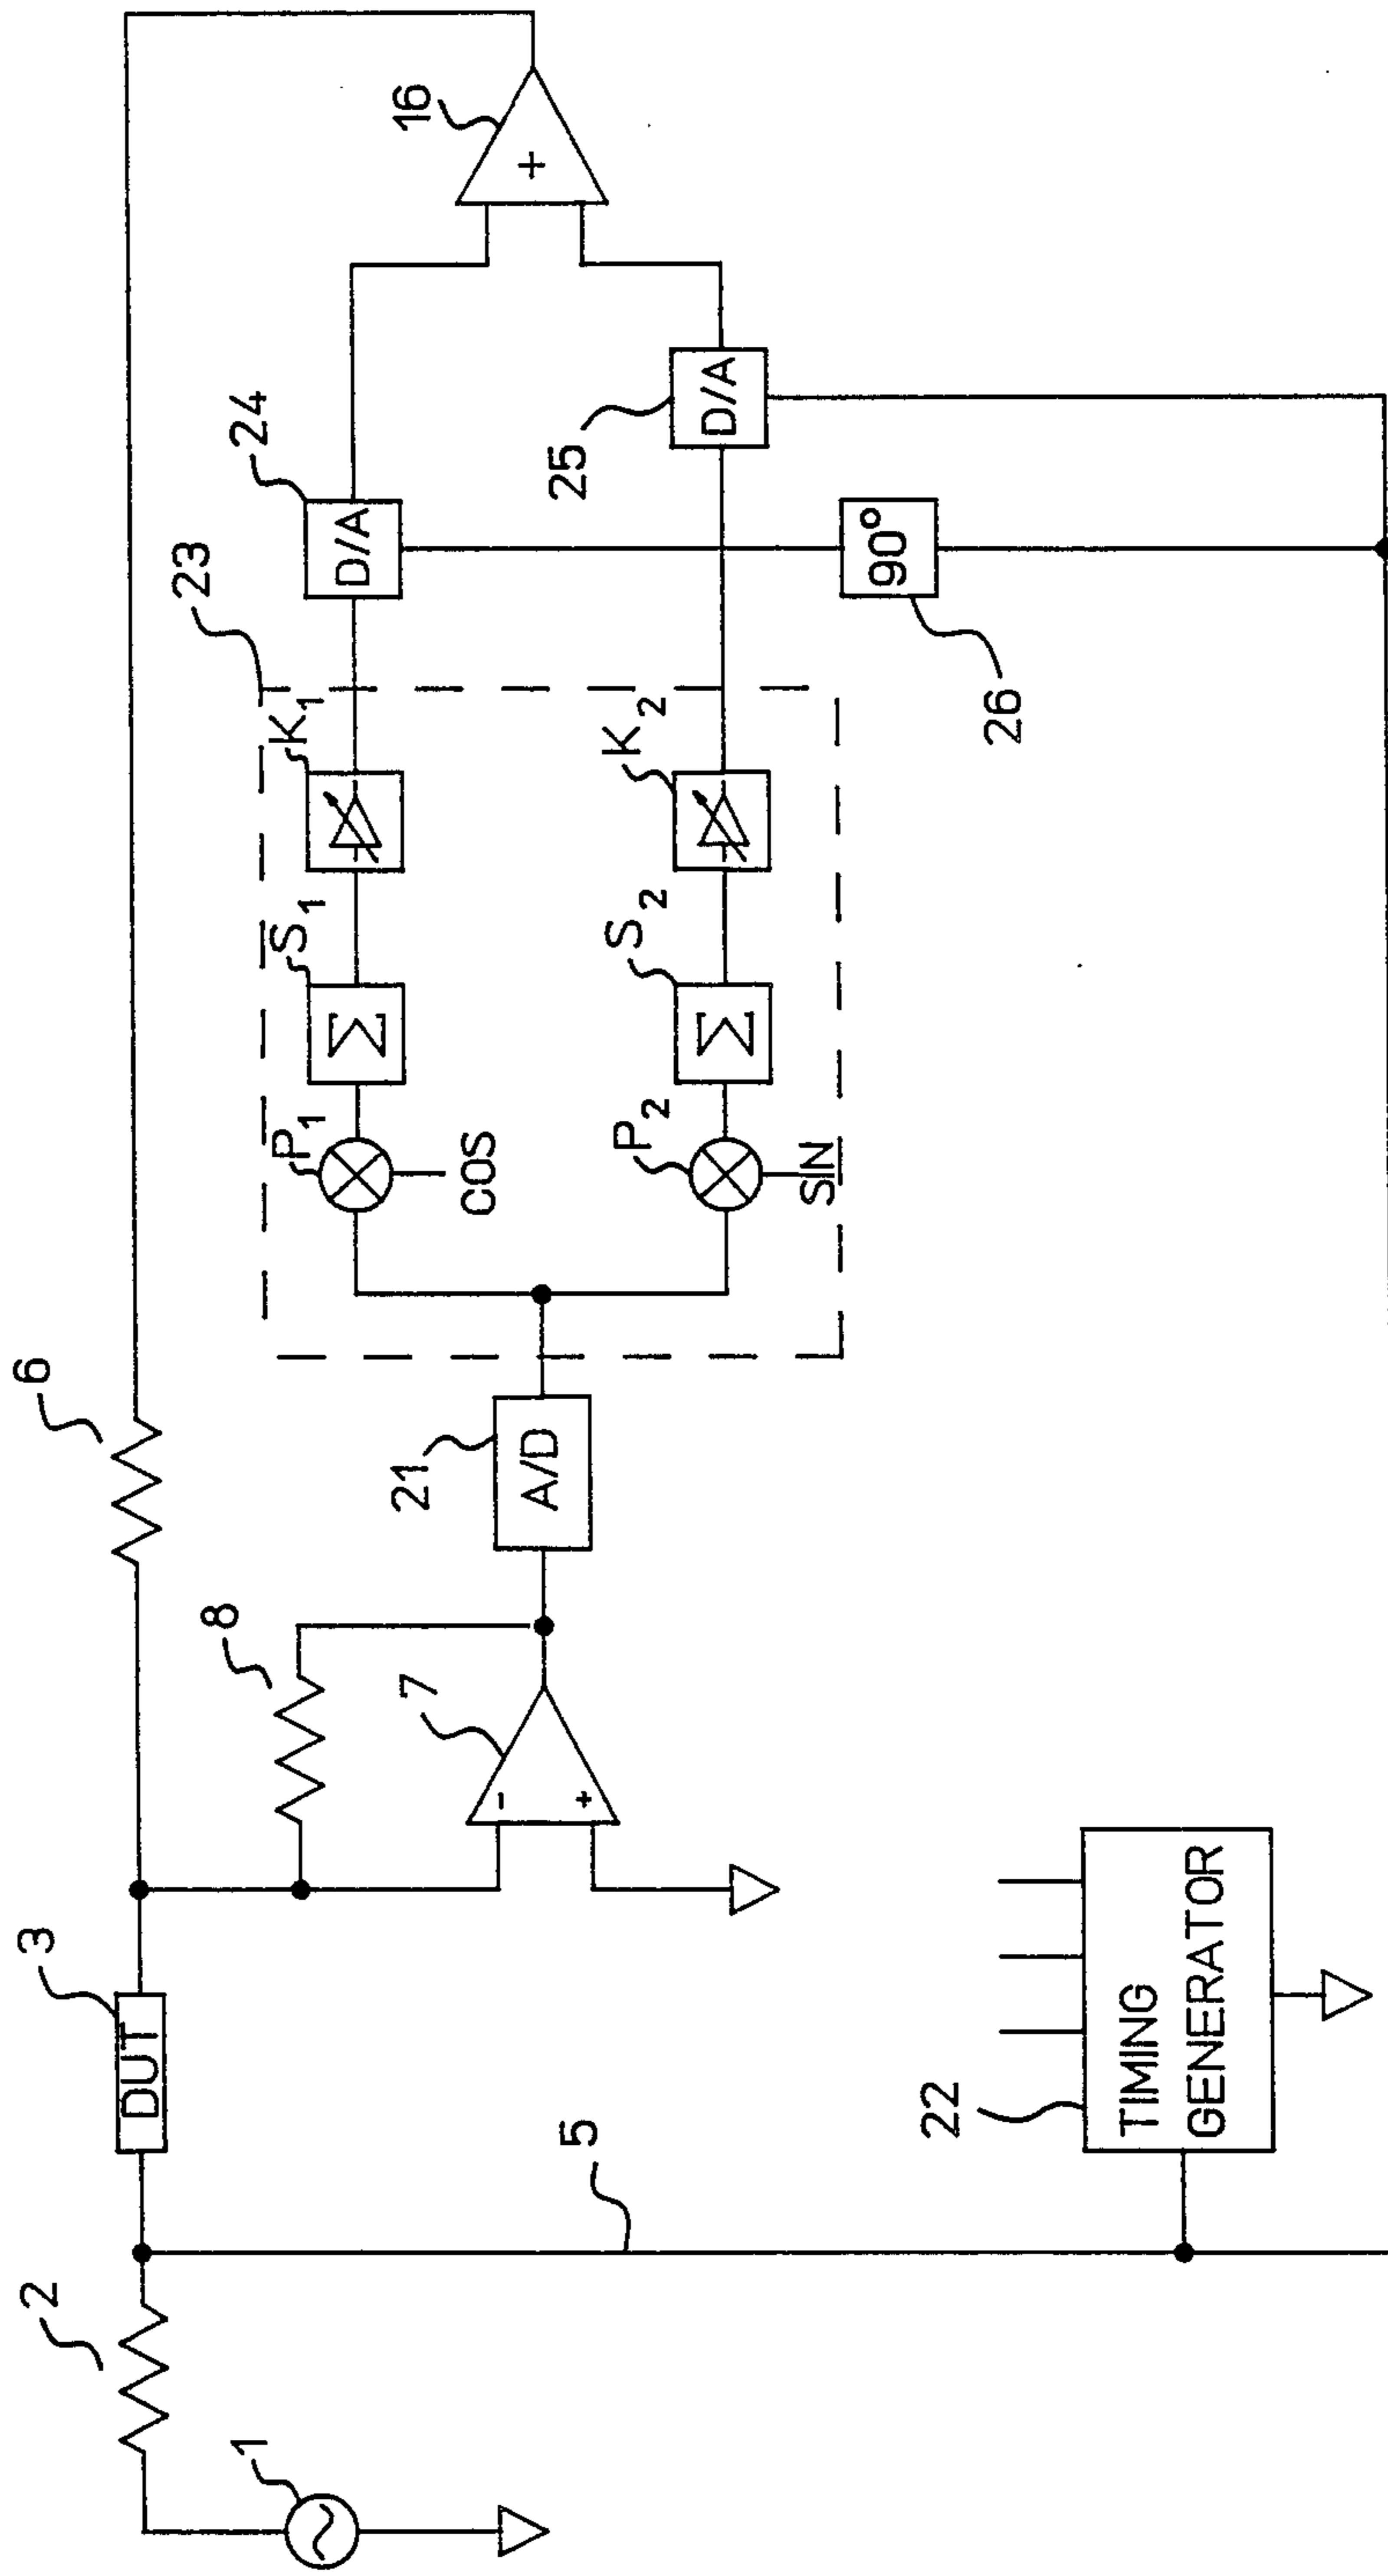 1
2
DUT
3
5
6
8
7
-
+
21
A/D
22
TIMING
GENERATOR
23
P1
COS
S1
Σ
K1
P2
SIN
S2
Σ
K2
24
D/A
25
D/A
90°
26
16
+